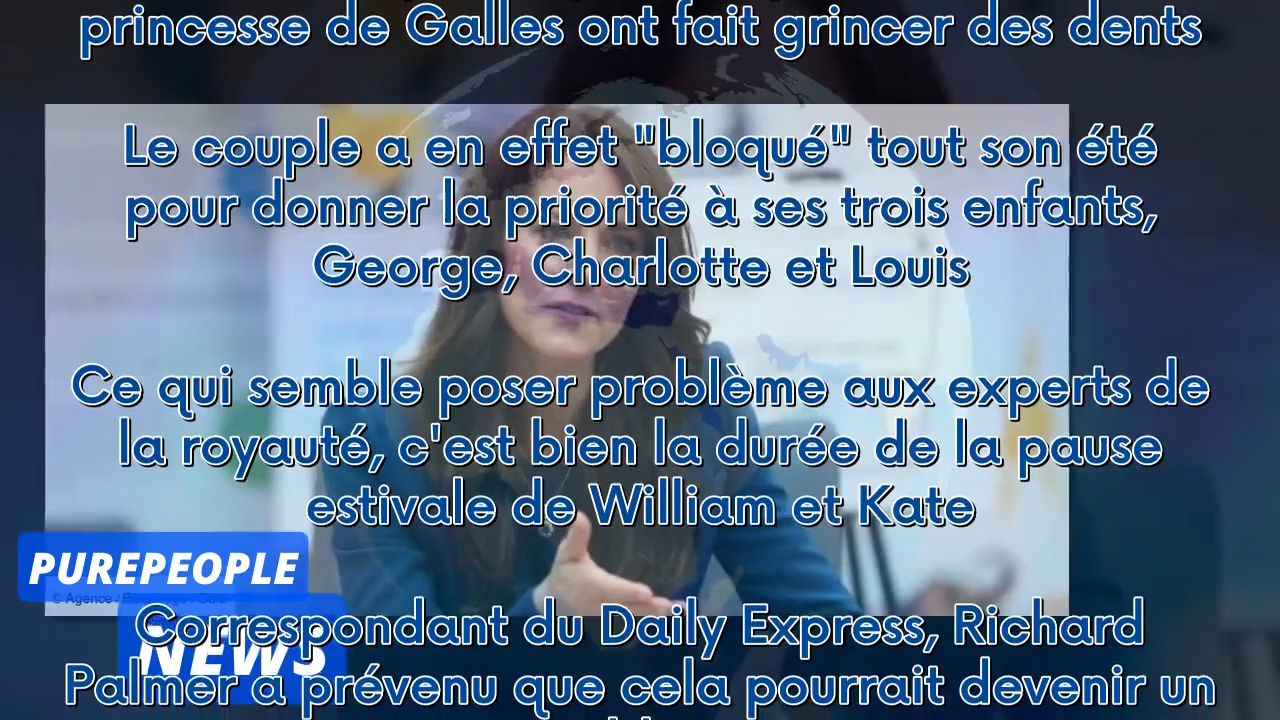 princesse de Galles ont fait grincer des dents
Le couple a en effet "bloqué" tout son été
pour donner la priorité à ses trois enfants,
George, Charlotte et Louis
Ce qui semble poser problème aux experts de
la royauté, c'est bien la durée de la pause
estivale de William et Kate
PUREPEOPLE
© Agence /
Correspondant du Daily Express, Richard
NEWS
Palmer a prévenu que cela pourrait devenir un